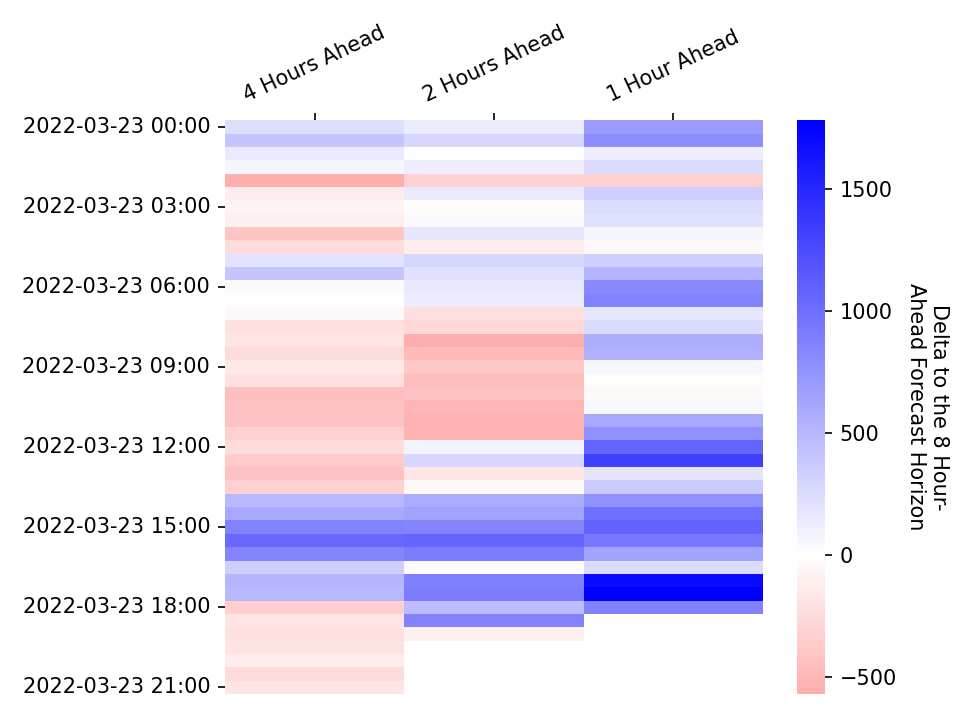 4 Hours Ahead
2 Hours Ahead
1 Hour Ahead
2022-03-23 00:00
2022-03-23 03:00
2022-03-23 06:00
2022-03-23 09:00
2022-03-23 12:00
2022-03-23 15:00
2022-03-23 18:00
2022-03-23 21:00
1500
1000
500
0
−500
Delta to the 8 Hour-
Ahead Forecast Horizon